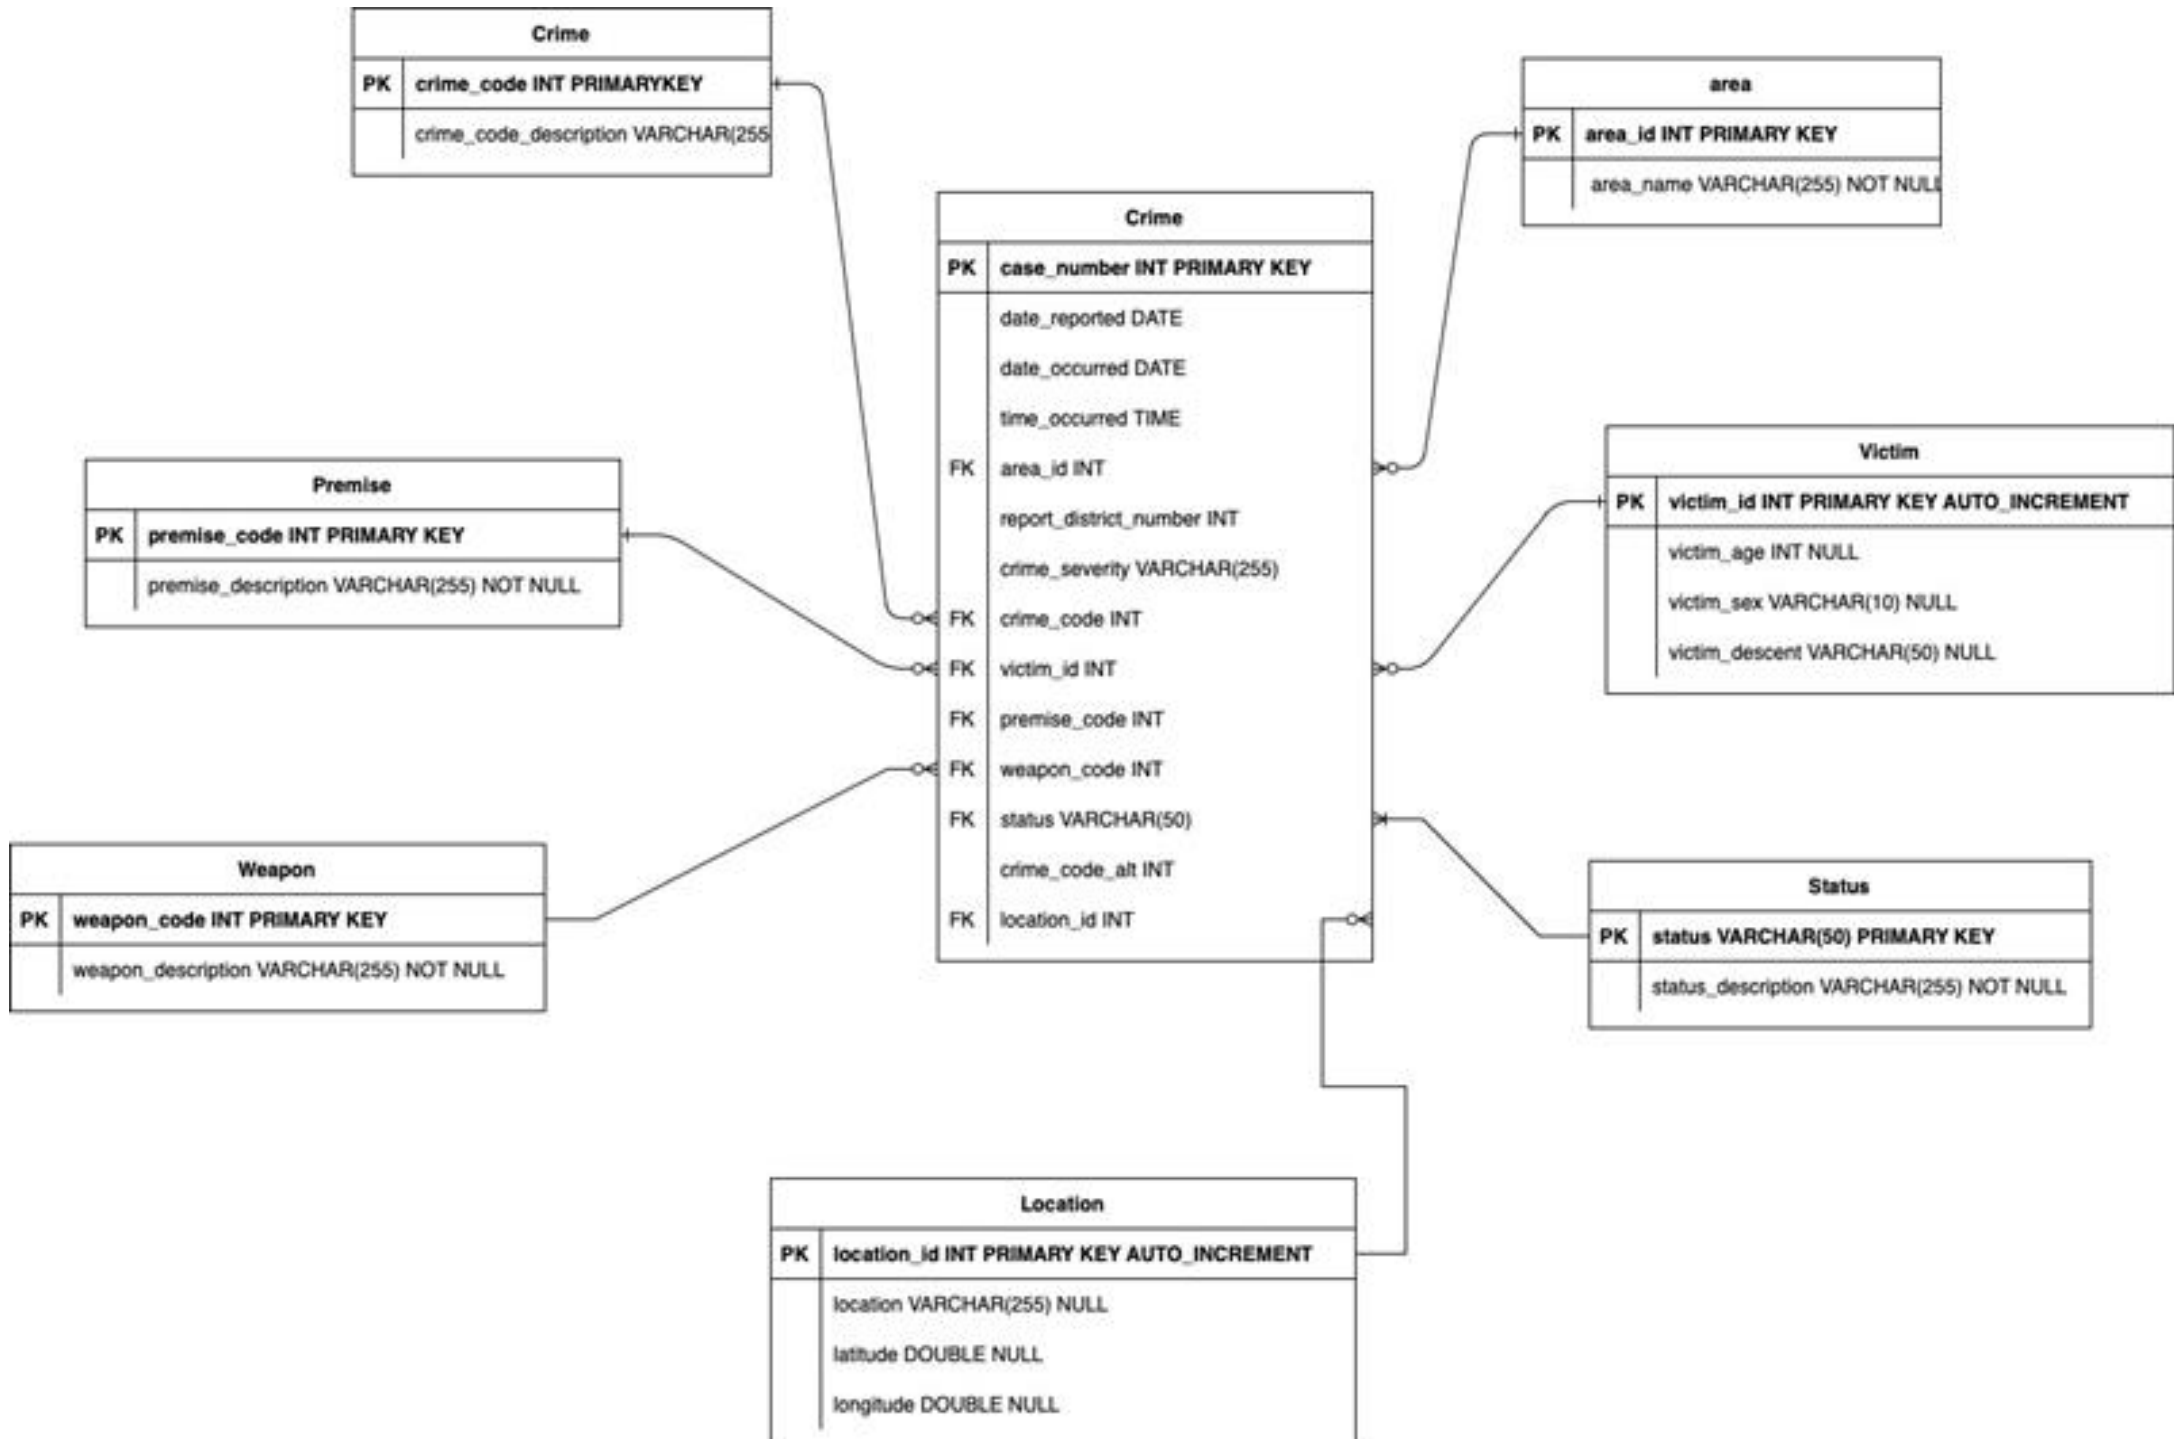 Crime
PK crime_code INT PRIMARYKEY
crime_code_description VARCHAR(255
area
PK area_id INT PRIMARY KEY
area_name VARCHAR(255) NOT NULL
Crime
PK case_number INT PRIMARY KEY
date_reported DATE
date_occurred DATE
time_occurred TIME
FK area_id INT
report_district_number INT
crime_severity VARCHAR(255)
FK crime_code INT
FK victim_id INT
FK premise_code INT
FK weapon_code INT
FK status VARCHAR(50)
crime_code_alt INT
FK location_id INT
Premise
PK premise_code INT PRIMARY KEY
premise_description VARCHAR(255) NOT NULL
Victim
PK victim_id INT PRIMARY KEY AUTO_INCREMENT
victim_age INT NULL
victim_sex VARCHAR(10) NULL
victim_descent VARCHAR(50) NULL
Weapon
PK weapon_code INT PRIMARY KEY
weapon_description VARCHAR(255) NOT NULL
Status
PK status VARCHAR(50) PRIMARY KEY
status_description VARCHAR(255) NOT NULL
Location
PK location_id INT PRIMARY KEY AUTO_INCREMENT
location VARCHAR(255) NULL
latitude DOUBLE NULL
longitude DOUBLE NULL